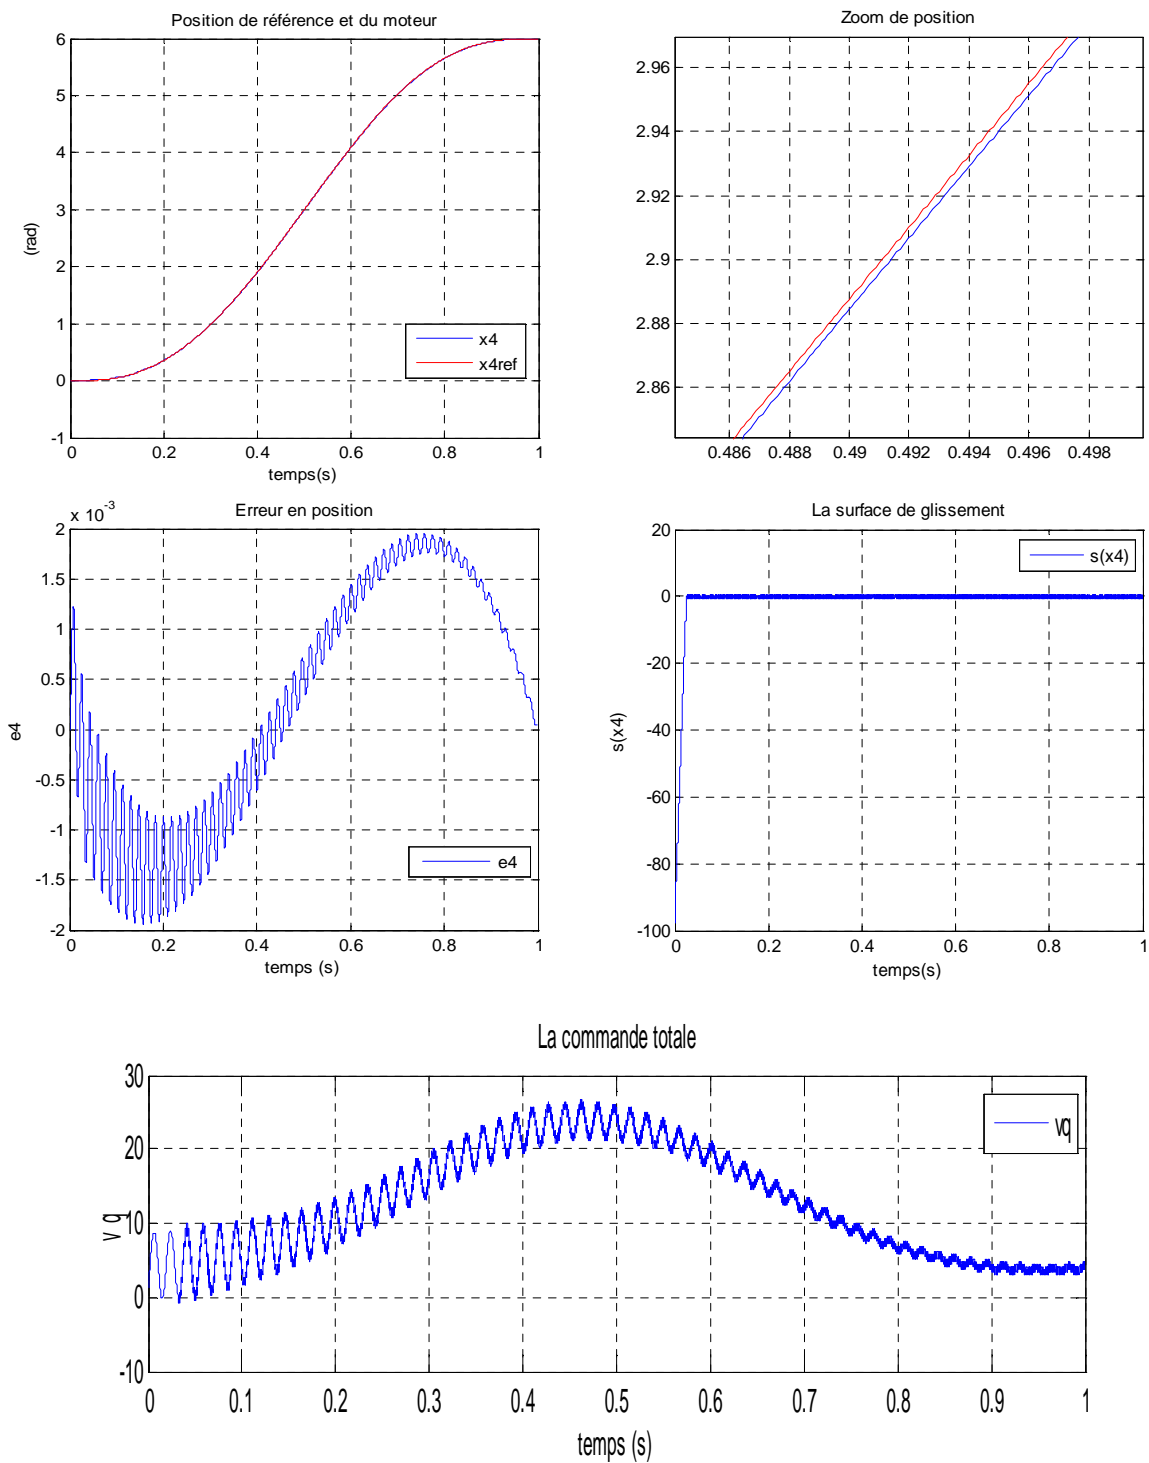 Position de référence et du moteur
6
5
4
3
2
1
0
-1
(rad)
x4
x4ref
0 0.2 0.4 0.6 0.8 1
temps(s)
Zoom de position
2.96
2.94
2.92
2.9
2.88
2.86
0.486 0.488 0.49 0.492 0.494 0.496 0.498
x 10-3
Erreur en position
2
1.5
1
0.5
0
-0.5
-1
-1.5
-2
e4
e4
0 0.2 0.4 0.6 0.8 1
temps (s)
La surface de glissement
20
0
-20
-40
-60
-80
-100
s(x4)
s(x4)
0 0.2 0.4 0.6 0.8 1
temps(s)
La commande totale
30
20
10
0
-10
v q
vq
0 0.1 0.2 0.3 0.4 0.5 0.6 0.7 0.8 0.9 1
temps (s)